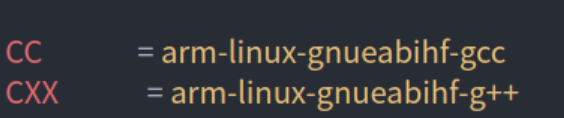 CC = arm-linux-gnueabihf-gcc
CXX = arm-linux-gnueabihf-g++